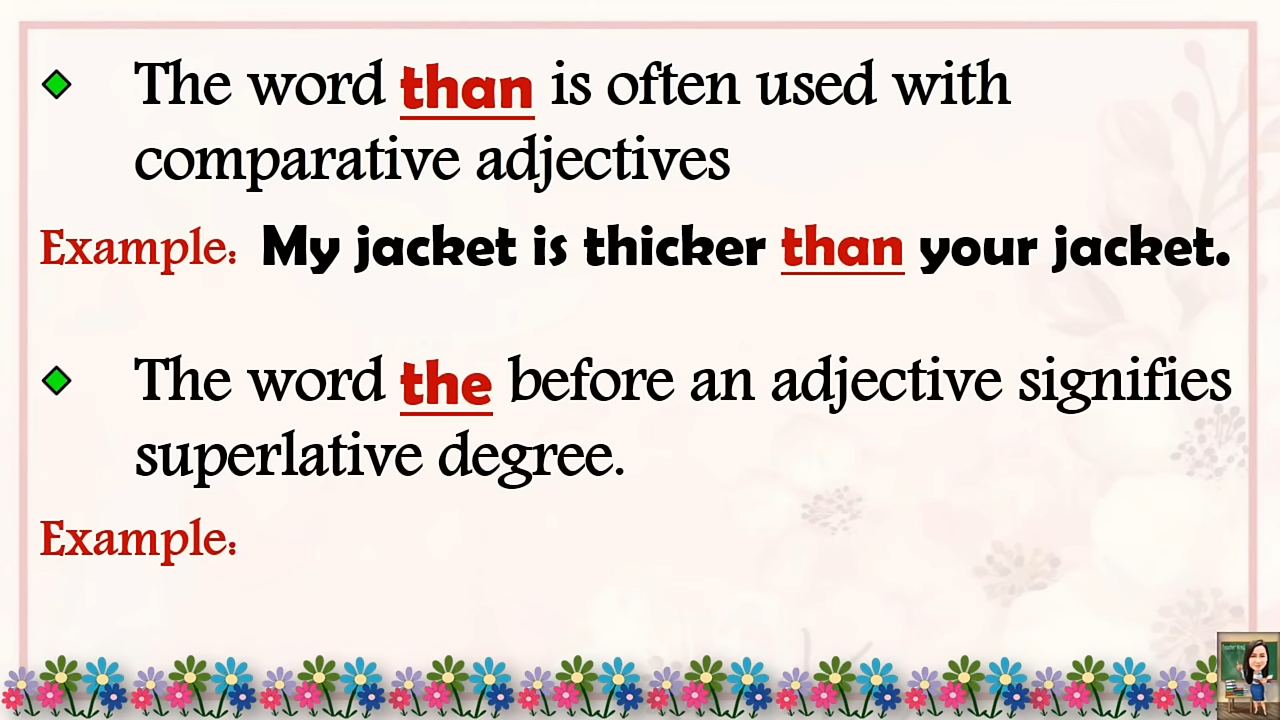 The word than is often used with
comparative adjectives
Example: My jacket is thicker than your jacket.
The word the before an adjective signifies
superlative degree.
Example: